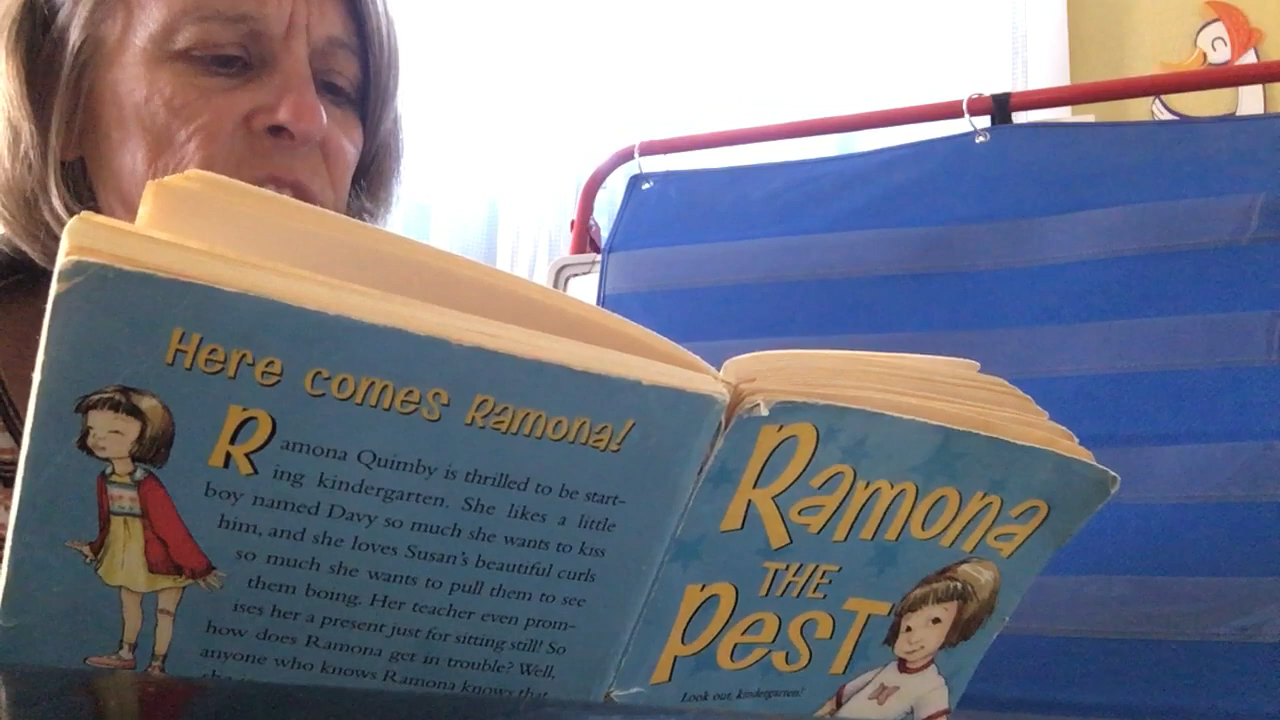 Here comes Ramona!
Ramona Quimby is thrilled to be start-
ing kindergarten. She likes a little
boy named Davy so much she wants to kiss
him, and she loves Susan's beautiful curls
so much she wants to pull them to see
them boing. Her teacher even prom-
ises her a present just for sitting still! So
how does Ramona get in trouble? Well,
anyone who knows Ramona knows that
Ramona
THE
Pest
Look out, kindergarten!